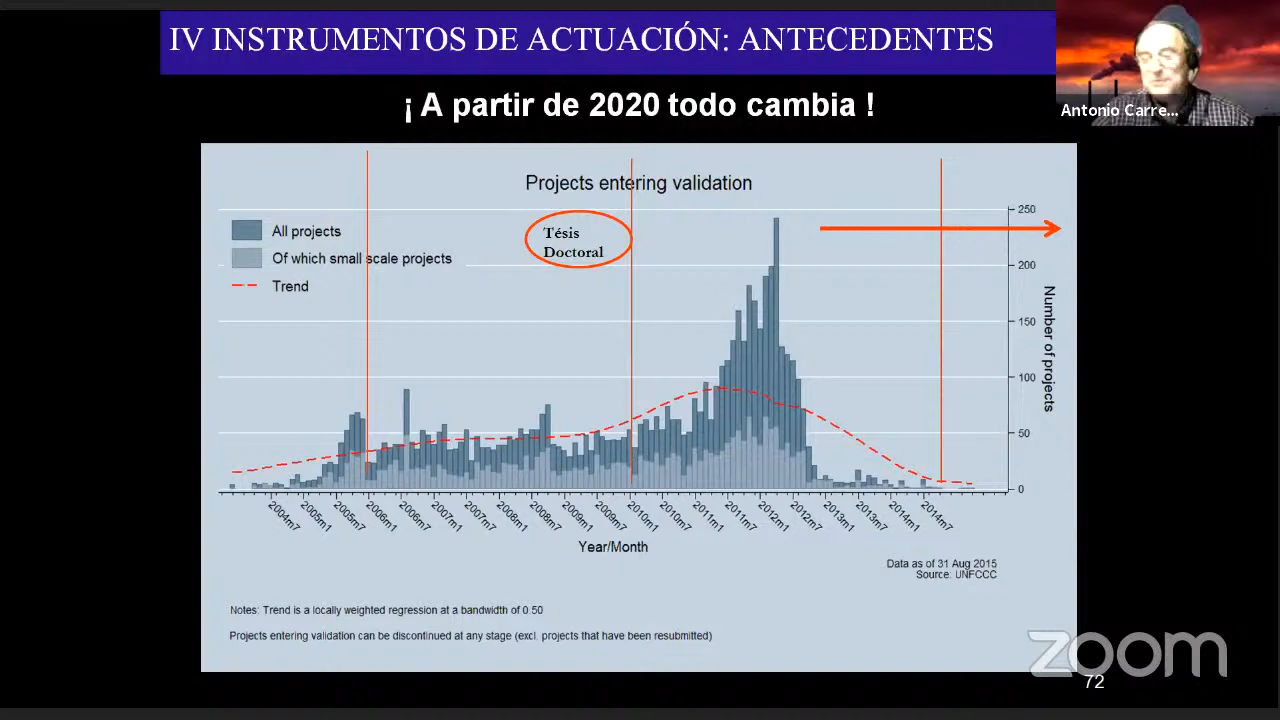 IV INSTRUMENTOS DE ACTUACIÓN: ANTECEDENTES
¡ A partir de 2020 todo cambia !
Antonio Carre...
Projects entering validation
All projects
Of which small scale projects
Trend
Tésis
Doctoral
250
200
150
100
50
0
Number of projects
2004m7
2005m1
2005m7
2006m1
2006m7
2007m1
2007m7
2008m1
2008m7
2009m1
2009m7
2010m1
2010m7
2011m1
2011m7
2012m1
2012m7
2013m1
2013m7
2014m1
2014m7
Year/Month
Data as of 31 Aug 2015
Source: UNFCCC
Notes: Trend is a locally weighted regression at a bandwidth of 0.50
Projects entering validation can be discontinued at any stage (excl. projects that have been resubmitted)
zoom
72